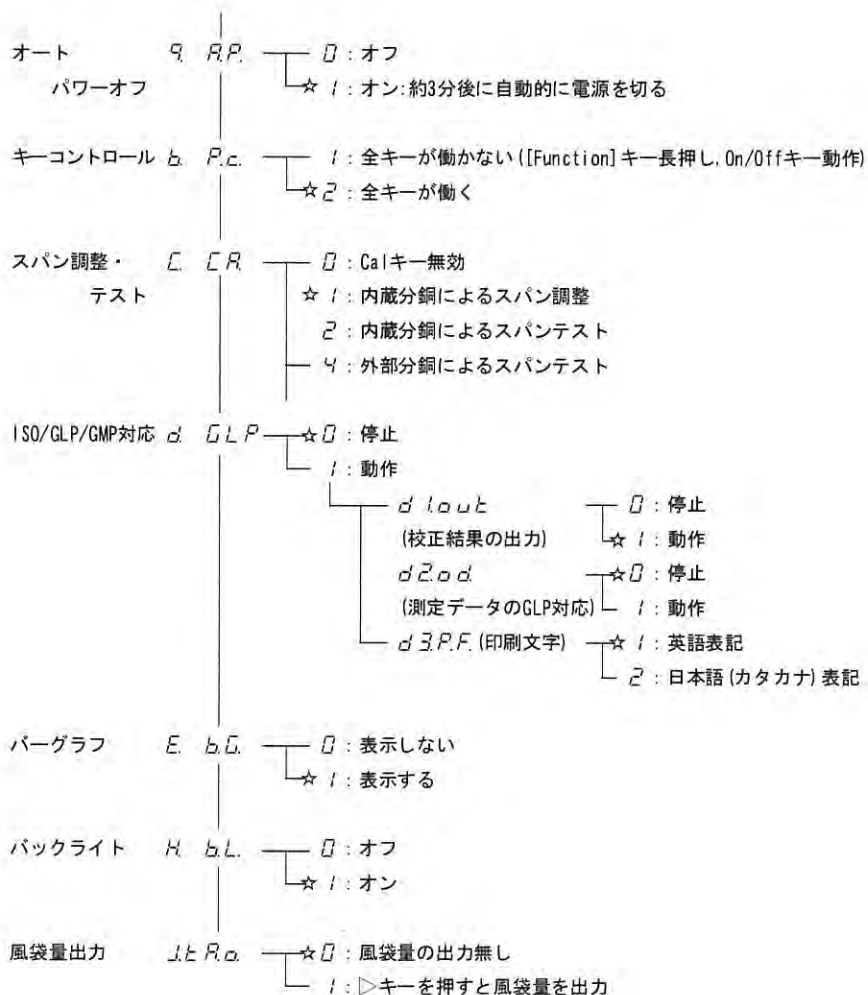 オート 9. A.P. 0 : オフ
パワーオフ ☆ 1 : オン:約3分後に自動的に電源を切る
キーコントロール b. P.c. 1 : 全キーが働かない([Function]キー長押し,On/Offキー動作)
☆ 2 : 全キーが働く
スパン調整・ C. CA. 0 : Calキー無効
テスト ☆ 1 : 内蔵分銅によるスパン調整
2 : 内蔵分銅によるスパンテスト
4 : 外部分銅によるスパンテスト
ISO/GLP/GMP対応 d. GLP ☆ 0 : 停止
1 : 動作
d1.out 0 : 停止
(校正結果の出力) ☆ 1 : 動作
d2.od. ☆ 0 : 停止
(測定データのGLP対応) 1 : 動作
d3.P.F. (印刷文字) ☆ 1 : 英語表記
2 : 日本語(カタカナ)表記
バーグラフ E. b.G. 0 : 表示しない
☆ 1 : 表示する
バックライト H. b.L. 0 : オフ
☆ 1 : オン
風袋量出力 J.tA.o. ☆ 0 : 風袋量の出力無し
1 : ▷キーを押すと風袋量を出力